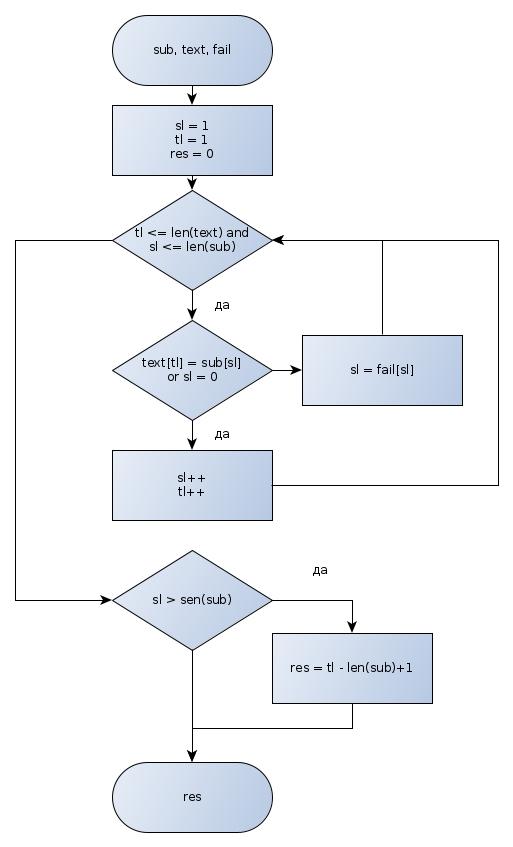 sub, text, fail
sl = 1
tl = 1
res = 0
tl <= len(text) and
sl <= len(sub)
да
text[tl] = sub[sl]
or sl = 0
sl = fail[sl]
да
sl++
tl++
да
sl > sen(sub)
res = tl - len(sub)+1
res